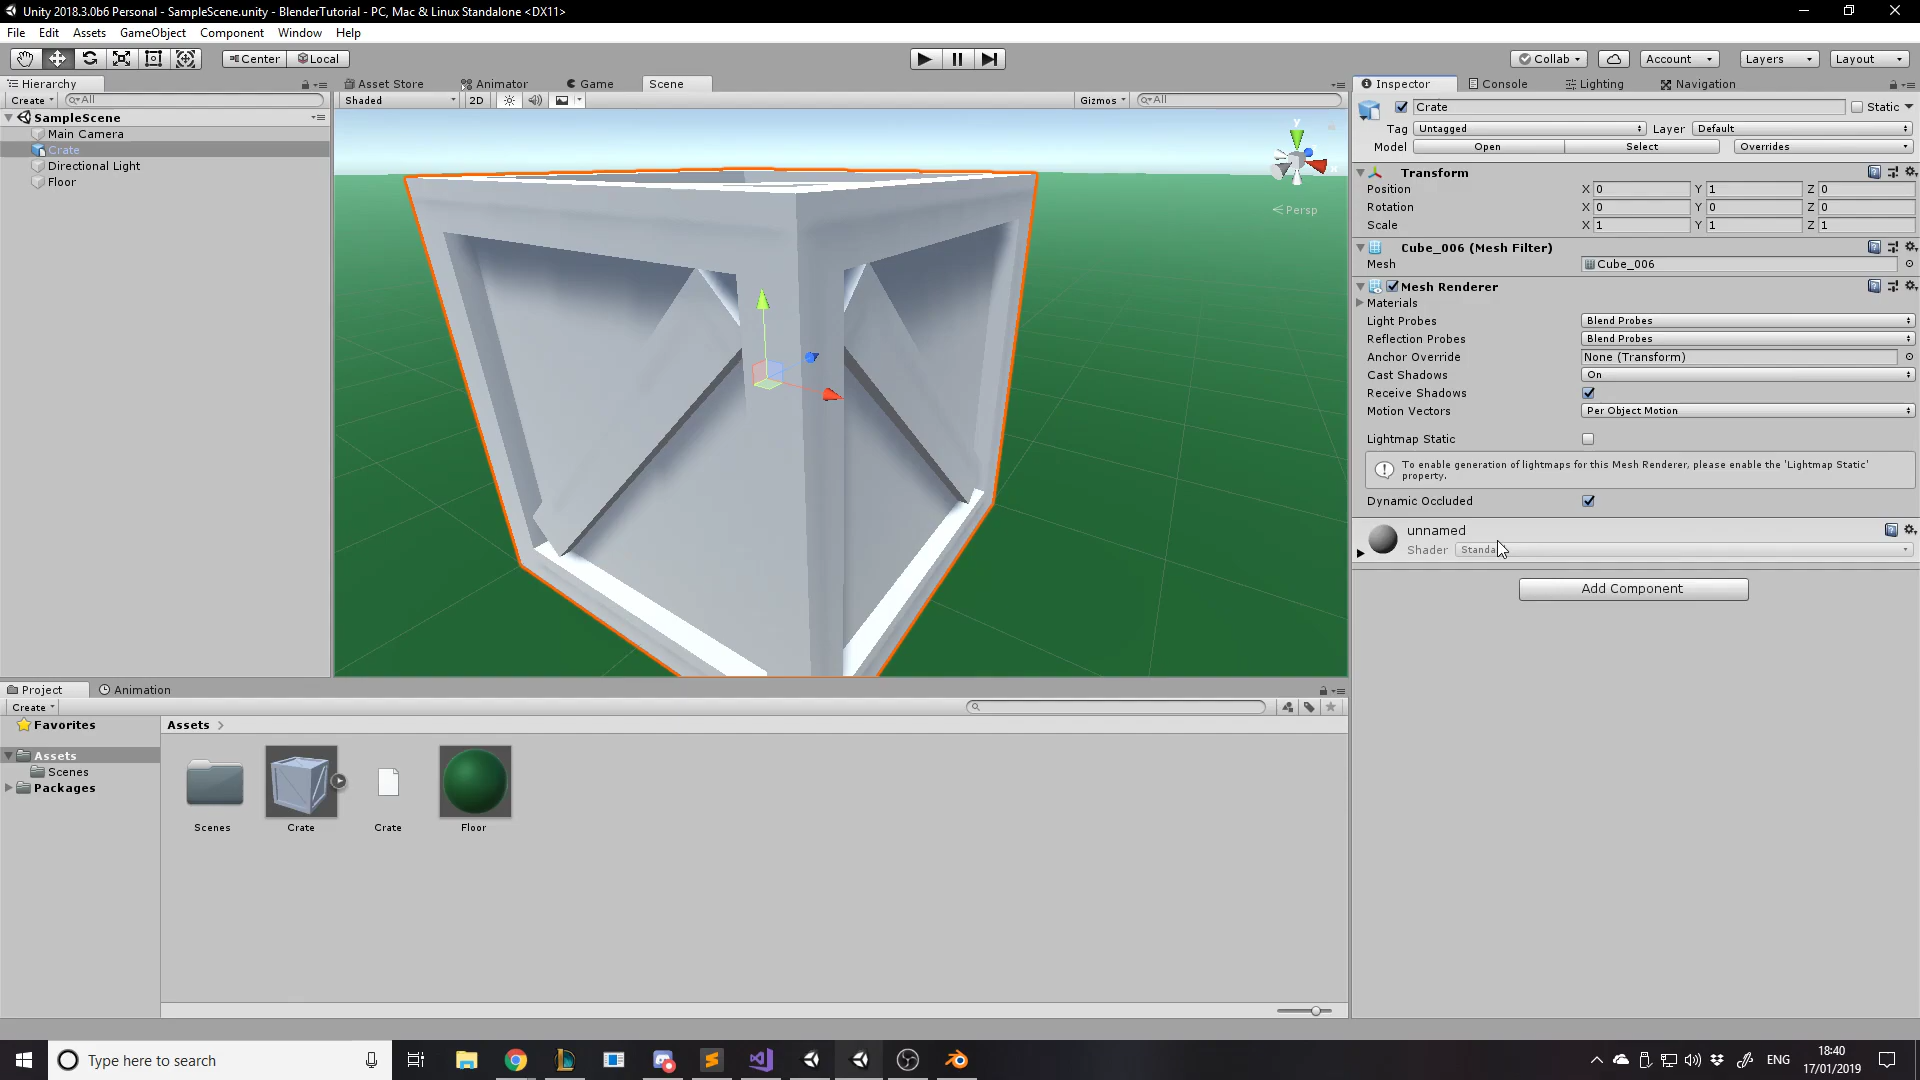 Unity 2018.3.0b6 Personal - SampleScene.unity - BlenderTutorial - PC, Mac & Linux Standalone <DX11>
File Edit Assets GameObject Component Window Help
Center Local Collab Account Layers Layout
Hierarchy
Create All
SampleScene
Main Camera
Crate
Directional Light
Floor
Asset Store Animator Game Scene
Shaded 2D Gizmos All
y
x
Persp
Inspector Console Lighting Navigation
Crate Static
Tag Untagged Layer Default
Model Open Select Overrides
Transform
Position X 0 Y 1 Z 0
Rotation X 0 Y 0 Z 0
Scale X 1 Y 1 Z 1
Cube_006 (Mesh Filter)
Mesh Cube_006
Mesh Renderer
Materials
Light Probes Blend Probes
Reflection Probes Blend Probes
Anchor Override None (Transform)
Cast Shadows On
Receive Shadows
Motion Vectors Per Object Motion
Lightmap Static
To enable generation of lightmaps for this Mesh Renderer, please enable the 'Lightmap Static'
property.
Dynamic Occluded
unnamed
Shader Standa
Add Component
Project Animation
Create
Favorites
Assets
Scenes
Packages
Assets
Scenes Crate Crate Floor
Type here to search
ENG
18:40
17/01/2019